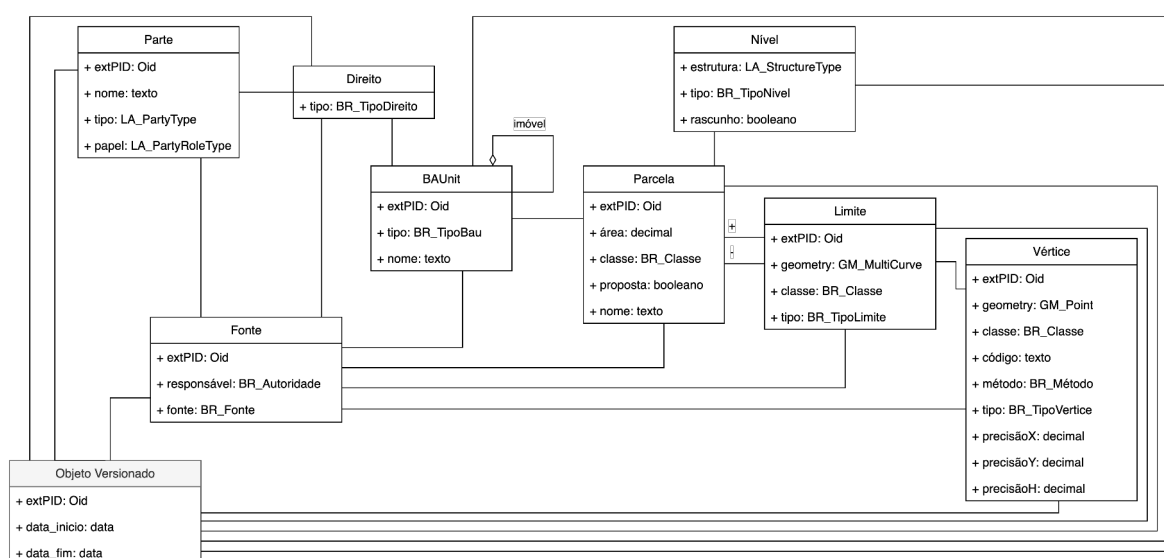 Parte
+ extPID: Oid
+ nome: texto
+ tipo: LA_PartyType
+ papel: LA_PartyRoleType
Direito
+ tipo: BR_TipoDireito
imóvel
BAUnit
+ extPID: Oid
+ tipo: BR_TipoBau
+ nome: texto
Nível
+ estrutura: LA_StructureType
+ tipo: BR_TipoNivel
+ rascunho: booleano
Parcela
+ extPID: Oid
+ área: decimal
+ classe: BR_Classe
+ proposta: booleano
+ nome: texto
+
-
Limite
+ extPID: Oid
+ geometry: GM_MultiCurve
+ classe: BR_Classe
+ tipo: BR_TipoLimite
Vértice
+ extPID: Oid
+ geometry: GM_Point
+ classe: BR_Classe
+ código: texto
+ método: BR_Método
+ tipo: BR_TipoVertice
+ precisãoX: decimal
+ precisãoY: decimal
+ precisãoH: decimal
Fonte
+ extPID: Oid
+ responsável: BR_Autoridade
+ fonte: BR_Fonte
Objeto Versionado
+ extPID: Oid
+ data_inicio: data
+ data_fim: data